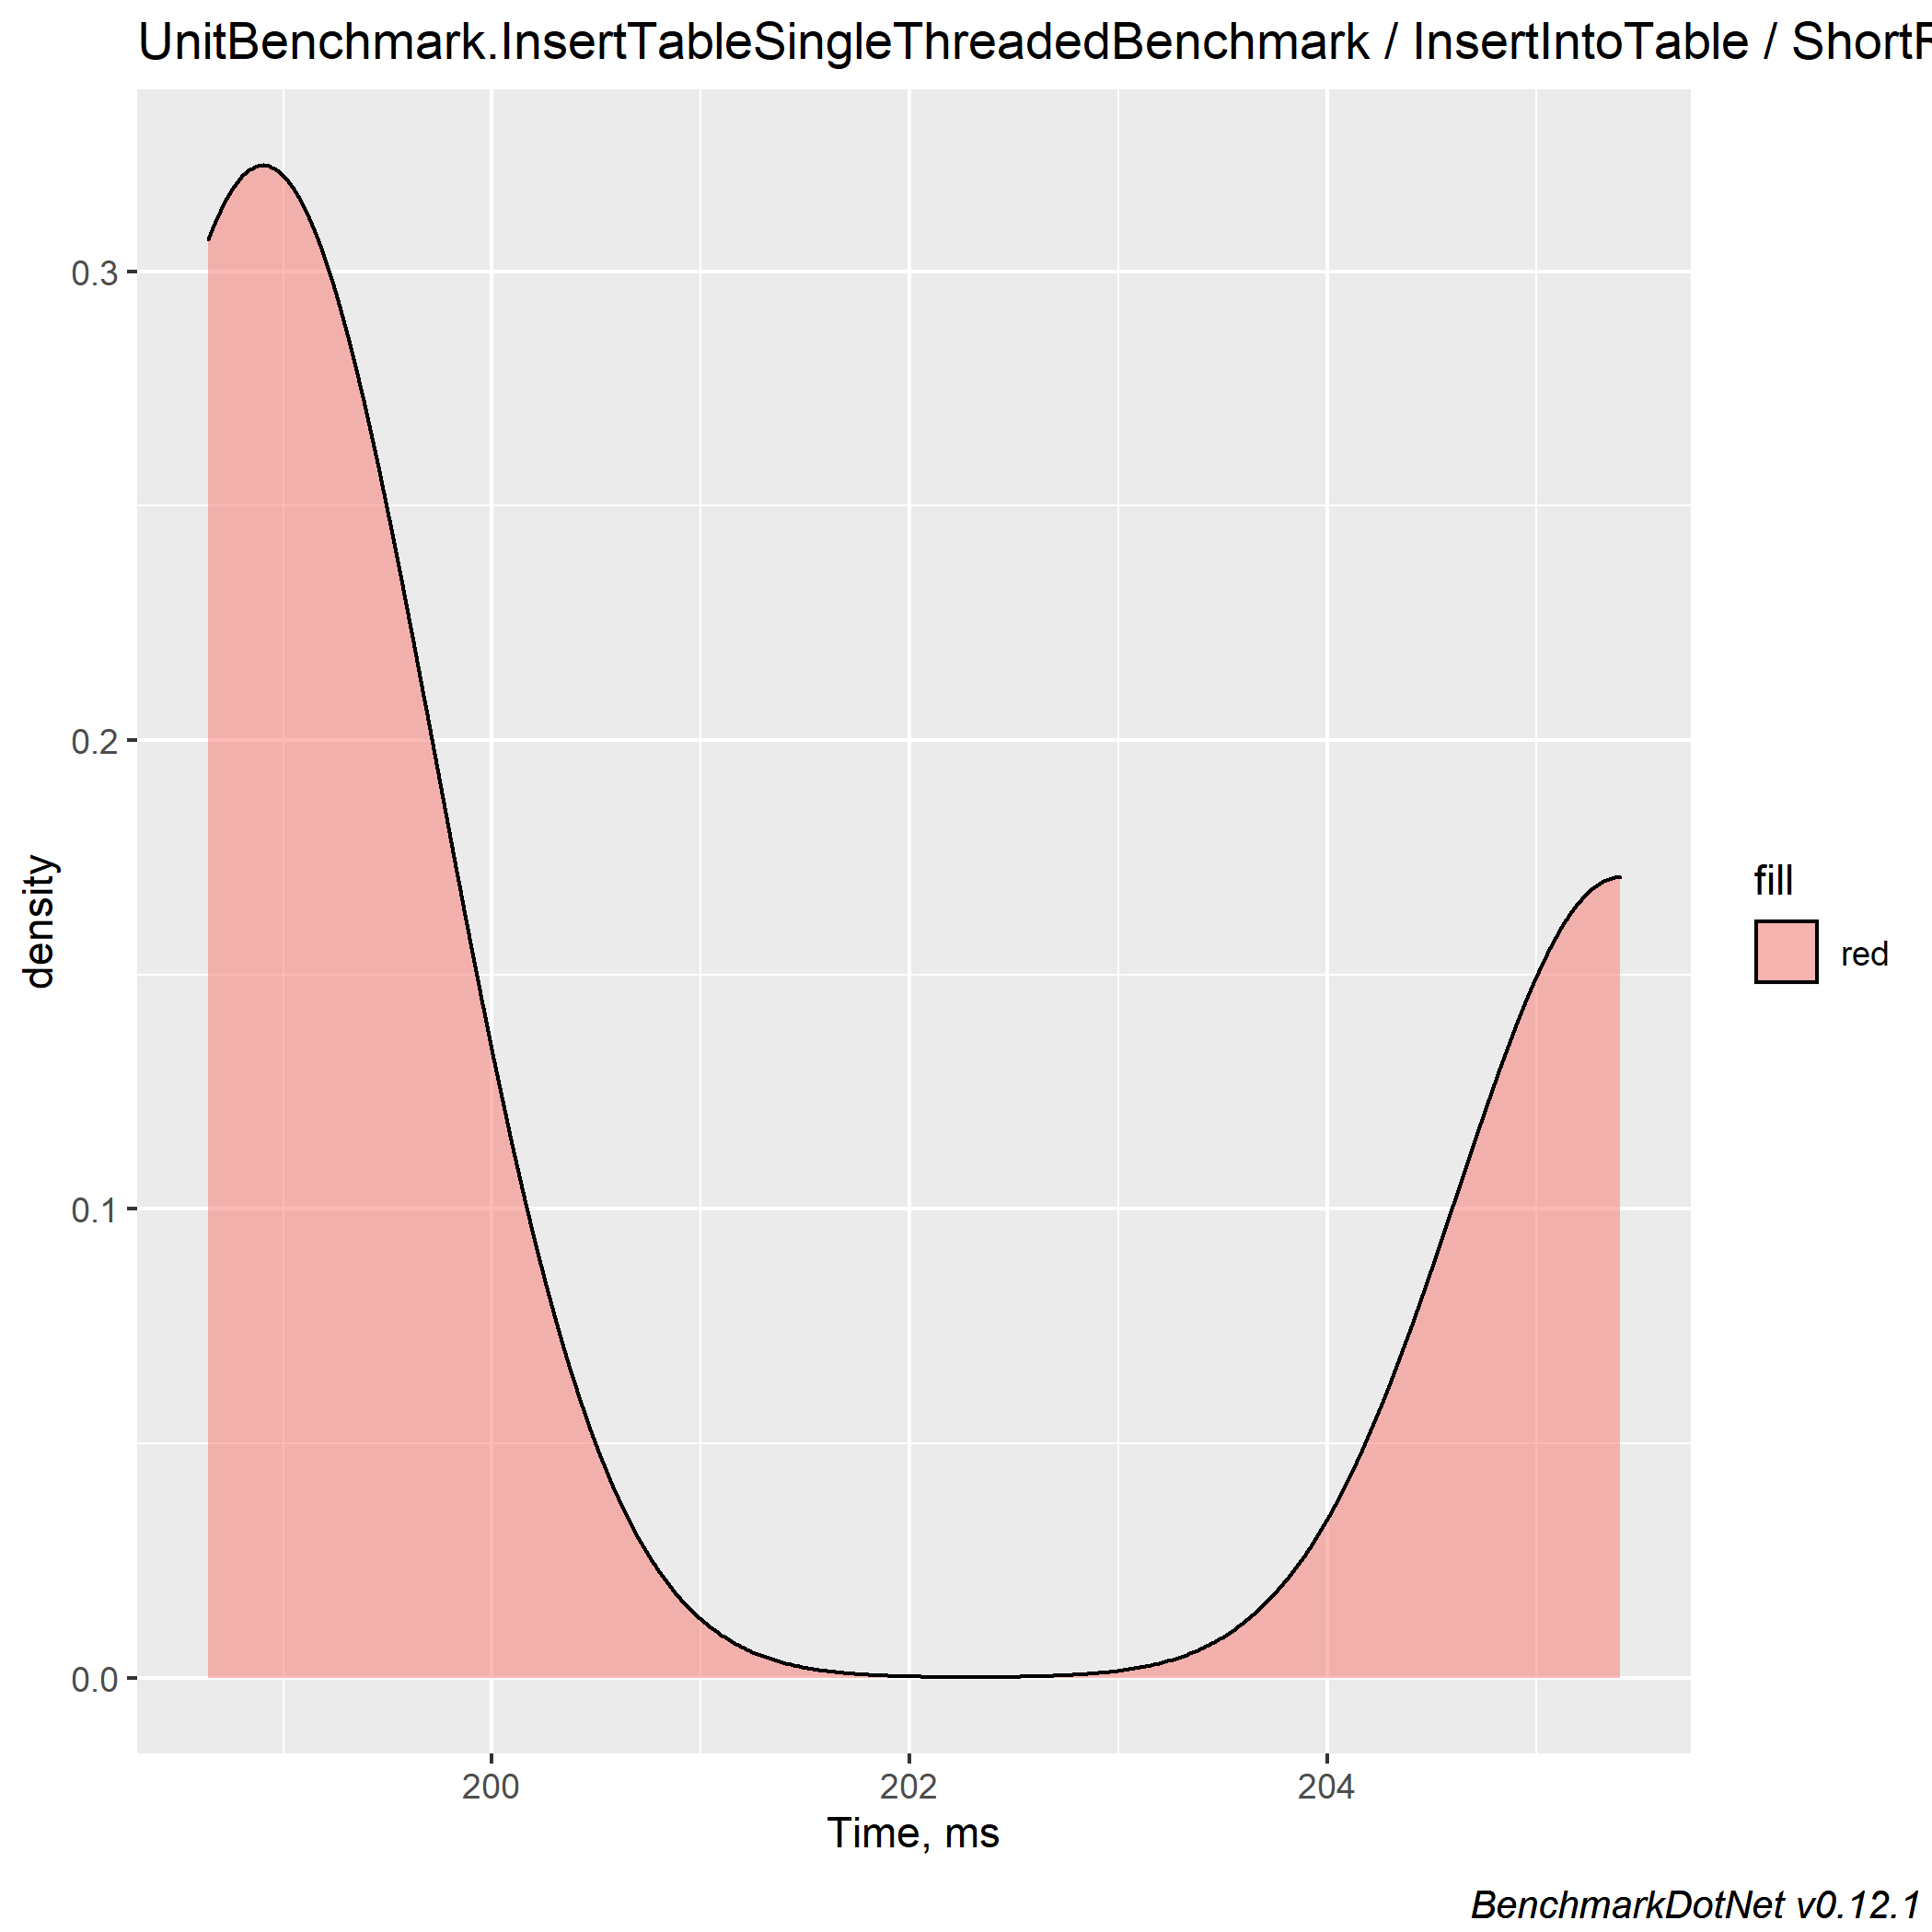 UnitBenchmark.InsertTableSingleThreadedBenchmark / InsertIntoTable / ShortR
0.3
0.2
0.1
0.0
density
200 202 204
Time, ms
fill
red
BenchmarkDotNet v0.12.1